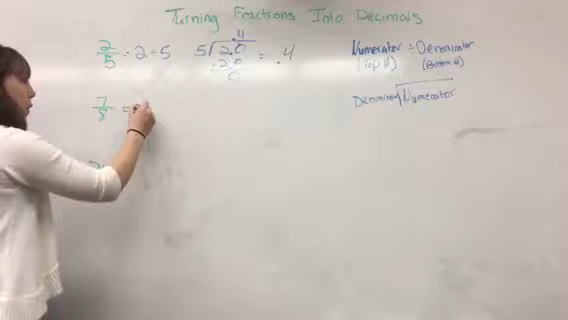 Turning Fractions Into Decimals
2/5 = 2 ÷ 5
.4
5 2.0 = .4
- 2 0
0
Numerator ÷ Denominator
(Top #) (Bottom #)
Denominator Numerator
7/8 =